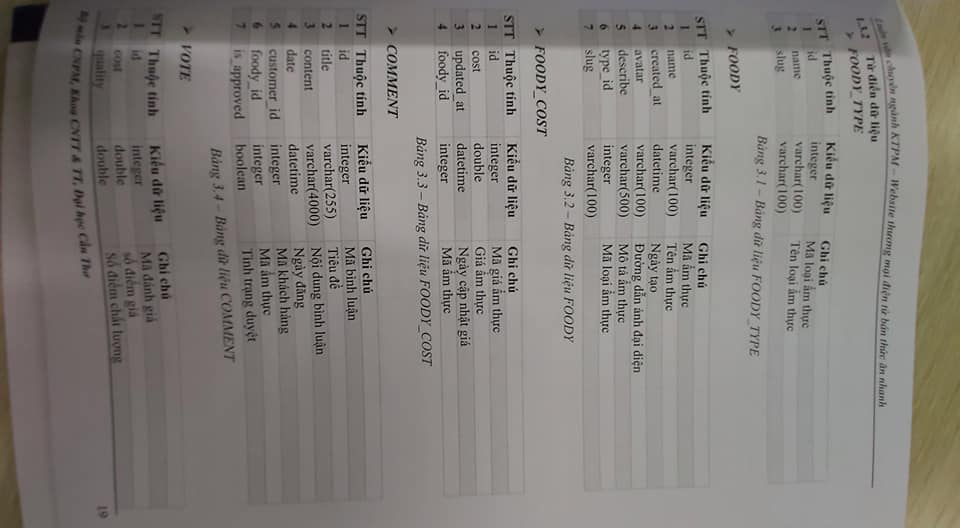 Luận văn chuyên ngành KTPM – Website thương mại điện tử bán thức ăn nhanh
1.3.2 Từ điển dữ liệu
➤ FOODY_TYPE
STT Thuộc tính Kiểu dữ liệu Ghi chú
1 id integer Mã loại ẩm thực
2 name varchar(100) Tên loại ẩm thực
3 slug varchar(100)
Bảng 3.1 – Bảng dữ liệu FOODY_TYPE
➤ FOODY
STT Thuộc tính Kiểu dữ liệu Ghi chú
1 id integer Mã ẩm thực
2 name varchar(100) Tên ẩm thực
3 created_at datetime Ngày tạo
4 avatar varchar(100) Đường dẫn ảnh đại diện
5 describe varchar(500) Mô tả ẩm thực
6 type_id integer Mã loại ẩm thực
7 slug varchar(100)
Bảng 3.2 – Bảng dữ liệu FOODY
➤ FOODY_COST
STT Thuộc tính Kiểu dữ liệu Ghi chú
1 id integer Mã giá ẩm thực
2 cost double Giá ẩm thực
3 updated_at datetime Ngày cập nhật giá
4 foody_id integer Mã ẩm thực
Bảng 3.3 – Bảng dữ liệu FOODY_COST
➤ COMMENT
STT Thuộc tính Kiểu dữ liệu Ghi chú
1 id integer Mã bình luận
2 title varchar(255) Tiêu đề
3 content varchar(4000) Nội dung bình luận
4 date datetime Ngày đăng
5 customer_id integer Mã khách hàng
6 foody_id integer Mã ẩm thực
7 is_approved boolean Tình trạng duyệt
Bảng 3.4 – Bảng dữ liệu COMMENT
➤ VOTE
STT Thuộc tính Kiểu dữ liệu Ghi chú
1 id integer Mã đánh giá
2 cost double số điểm giá
3 quality double Số điểm chất lượng
Bộ môn CNPM, Khoa CNTT & TT, Đại học Cần Thơ
19